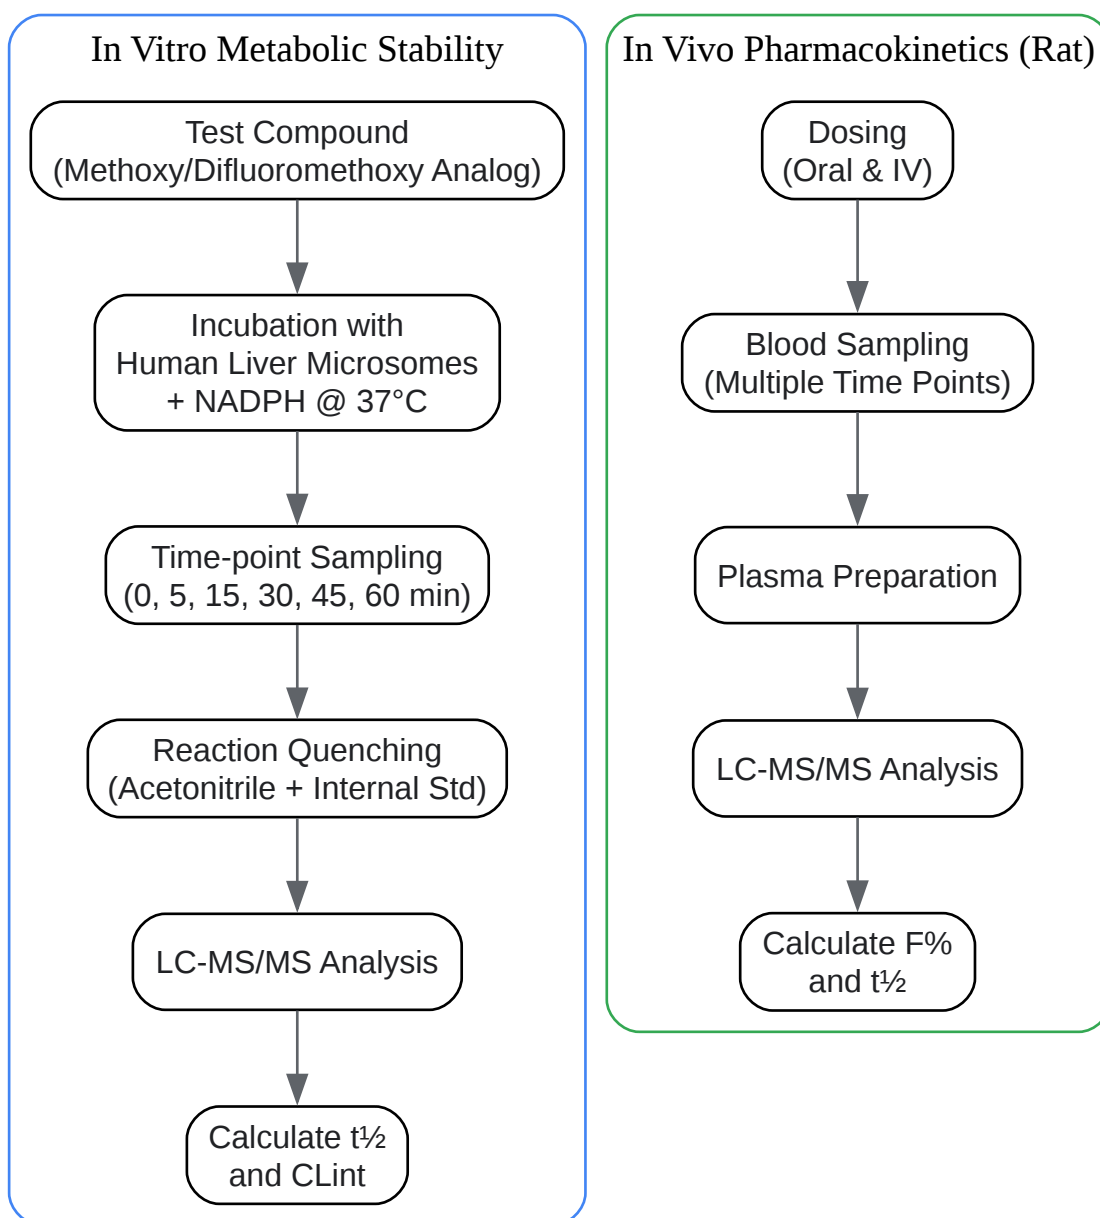 In Vitro Metabolic Stability
Test Compound
(Methoxy/Difluoromethoxy Analog)
Incubation with
Human Liver Microsomes
+ NADPH @ 37°C
Time-point Sampling
(0, 5, 15, 30, 45, 60 min)
Reaction Quenching
(Acetonitrile + Internal Std)
LC-MS/MS Analysis
Calculate t½
and CLint
In Vivo Pharmacokinetics (Rat)
Dosing
(Oral & IV)
Blood Sampling
(Multiple Time Points)
Plasma Preparation
LC-MS/MS Analysis
Calculate F%
and t½